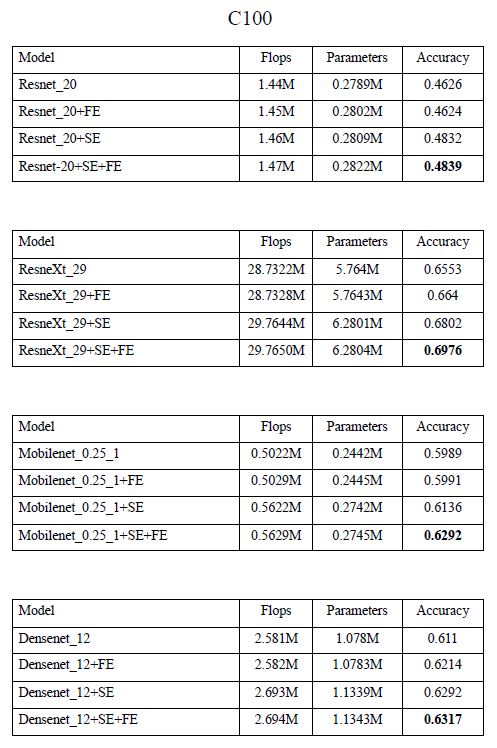 C100
Model Flops Parameters Accuracy
Resnet_20 1.44M 0.2789M 0.4626
Resnet_20+FE 1.45M 0.2802M 0.4624
Resnet_20+SE 1.46M 0.2809M 0.4832
Resnet-20+SE+FE 1.47M 0.2822M 0.4839
Model Flops Parameters Accuracy
ResneXt_29 28.7322M 5.764M 0.6553
ResneXt_29+FE 28.7328M 5.7643M 0.664
ResneXt_29+SE 29.7644M 6.2801M 0.6802
ResneXt_29+SE+FE 29.7650M 6.2804M 0.6976
Model Flops Parameters Accuracy
Mobilenet_0.25_1 0.5022M 0.2442M 0.5989
Mobilenet_0.25_1+FE 0.5029M 0.2445M 0.5991
Mobilenet_0.25_1+SE 0.5622M 0.2742M 0.6136
Mobilenet_0.25_1+SE+FE 0.5629M 0.2745M 0.6292
Model Flops Parameters Accuracy
Densenet_12 2.581M 1.078M 0.611
Densenet_12+FE 2.582M 1.0783M 0.6214
Densenet_12+SE 2.693M 1.1339M 0.6292
Densenet_12+SE+FE 2.694M 1.1343M 0.6317